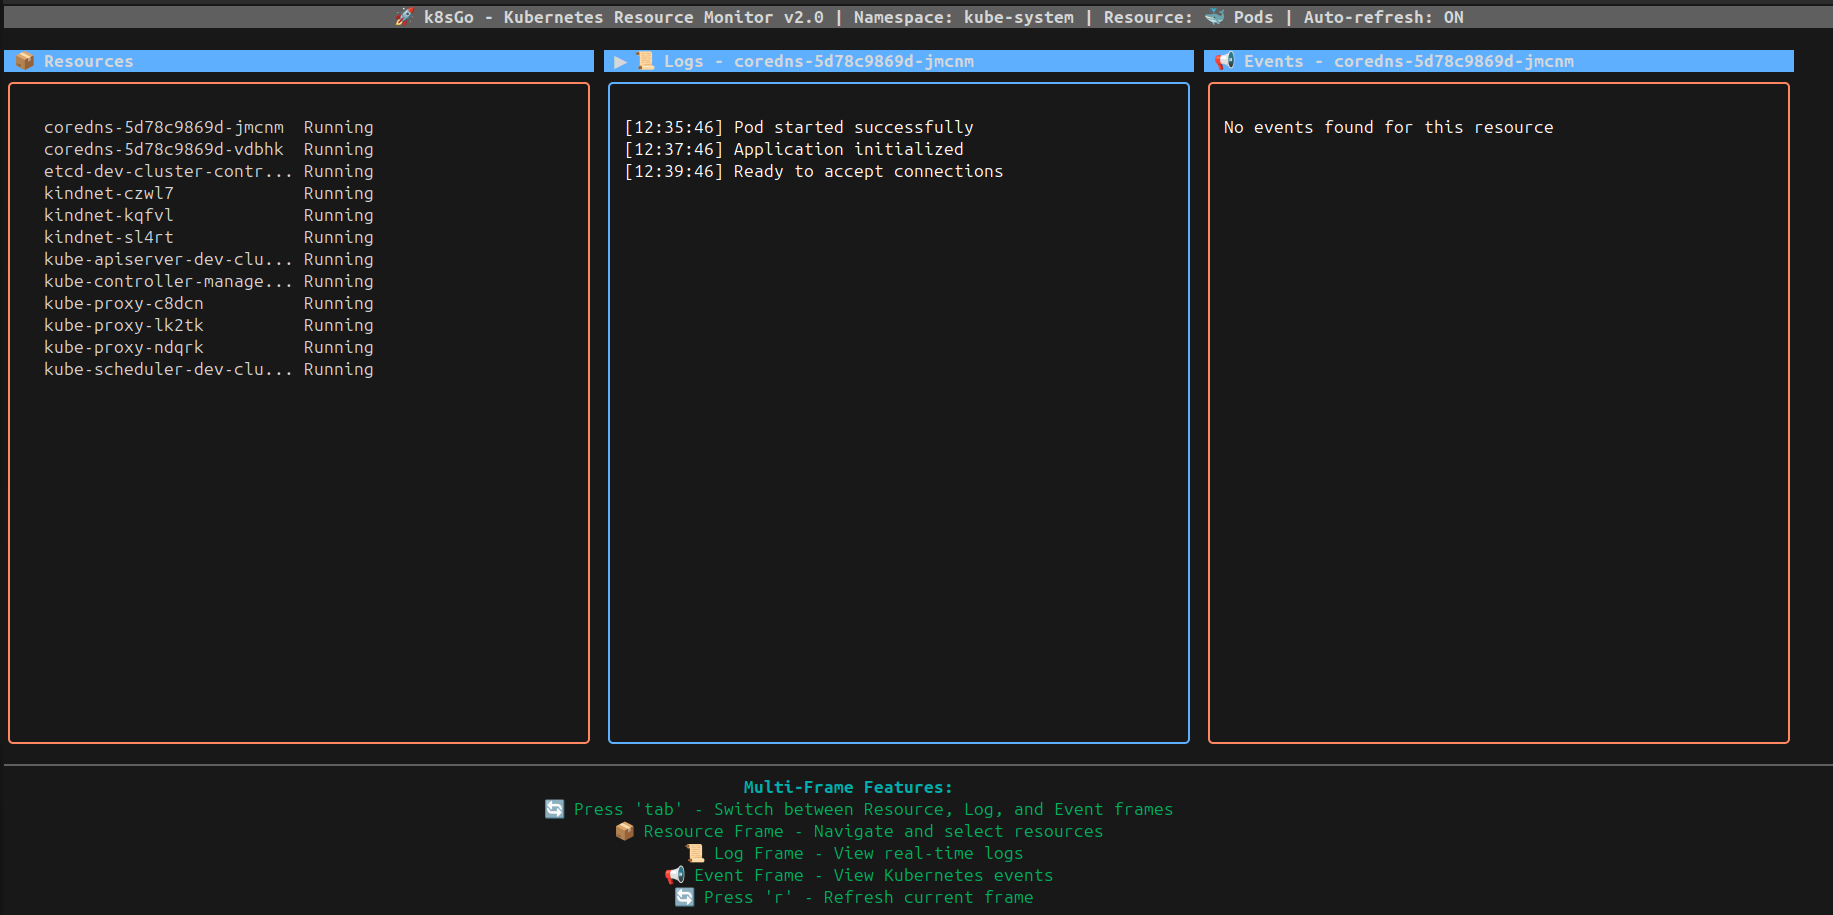 🚀 k8sGo - Kubernetes Resource Monitor v2.0 | Namespace: kube-system | Resource: 🐳 Pods | Auto-refresh: ON
📦 Resources
coredns-5d78c9869d-jmcnm Running
coredns-5d78c9869d-vdbhk Running
etcd-dev-cluster-contr... Running
kindnet-czwl7 Running
kindnet-kqfvl Running
kindnet-sl4rt Running
kube-apiserver-dev-clu... Running
kube-controller-manage... Running
kube-proxy-c8dcn Running
kube-proxy-lk2tk Running
kube-proxy-ndqrk Running
kube-scheduler-dev-clu... Running
▶ 📜 Logs - coredns-5d78c9869d-jmcnm
[12:35:46] Pod started successfully
[12:37:46] Application initialized
[12:39:46] Ready to accept connections
📢 Events - coredns-5d78c9869d-jmcnm
No events found for this resource
Multi-Frame Features:
🔄 Press 'tab' - Switch between Resource, Log, and Event frames
📦 Resource Frame - Navigate and select resources
📜 Log Frame - View real-time logs
📢 Event Frame - View Kubernetes events
🔄 Press 'r' - Refresh current frame